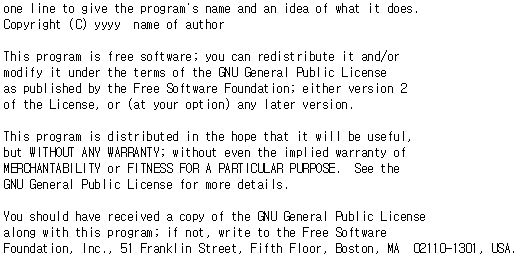 one line to give the program's name and an idea of what it does.
Copyright (C) yyyy  name of author
This program is free software; you can redistribute it and/or
modify it under the terms of the GNU General Public License
as published by the Free Software Foundation; either version 2
of the License, or (at your option) any later version.
This program is distributed in the hope that it will be useful,
but WITHOUT ANY WARRANTY; without even the implied warranty of
MERCHANTABILITY or FITNESS FOR A PARTICULAR PURPOSE.  See the
GNU General Public License for more details.
You should have received a copy of the GNU General Public License
along with this program; if not, write to the Free Software
Foundation, Inc., 51 Franklin Street, Fifth Floor, Boston, MA  02110-1301, USA.